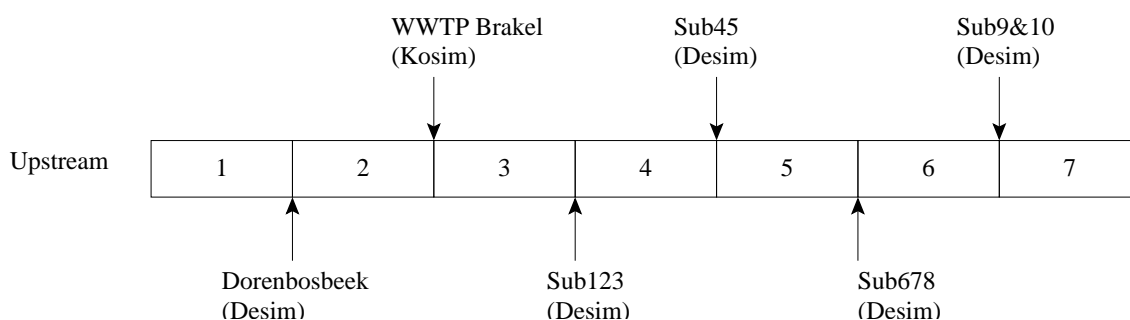 WWTP Brakel
(Kosim)
Sub45
(Desim)
Sub9&10
(Desim)
Upstream
1
2
3
4
5
6
7
Dorenbosbeek
(Desim)
Sub123
(Desim)
Sub678
(Desim)